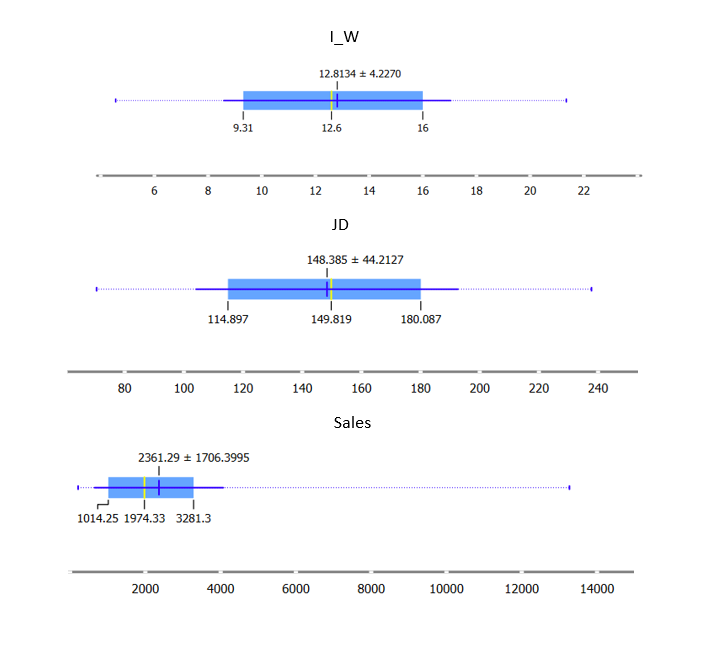 I_W
12.8134 ± 4.2270
9.31 12.6 16
6 8 10 12 14 16 18 20 22
JD
148.385 ± 44.2127
114.897 149.819 180.087
80 100 120 140 160 180 200 220 240
Sales
2361.29 ± 1706.3995
1014.25 1974.33 3281.3
2000 4000 6000 8000 10000 12000 14000